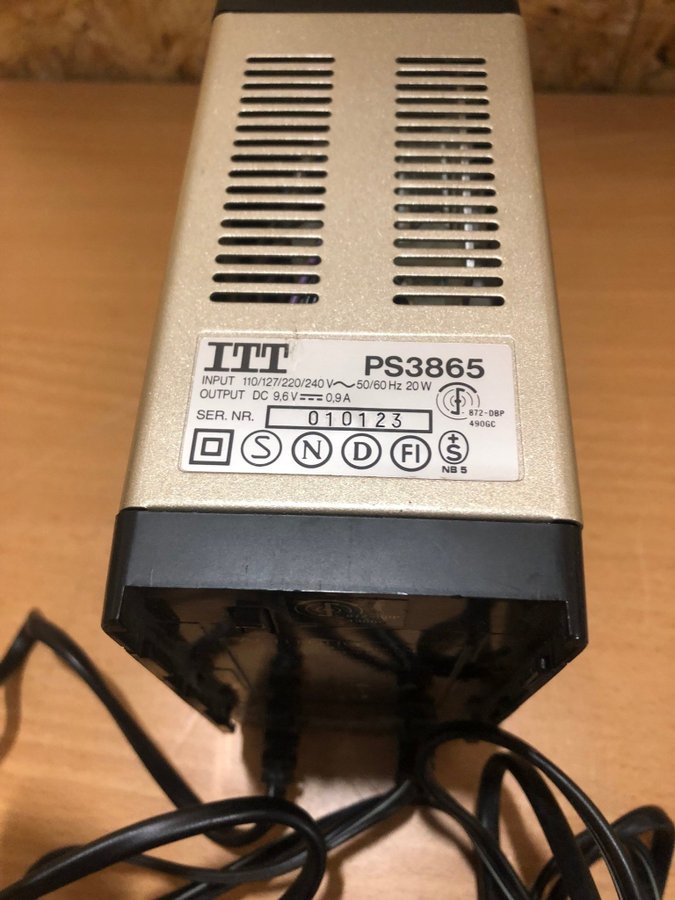 ITT PS3865
INPUT 110/127/220/240 V~50/60 Hz 20 W
OUTPUT DC 9,6 V⎓0,9 A
872-DBP
490GC
SER. NR. 010123
S N D FI +S
NB 5